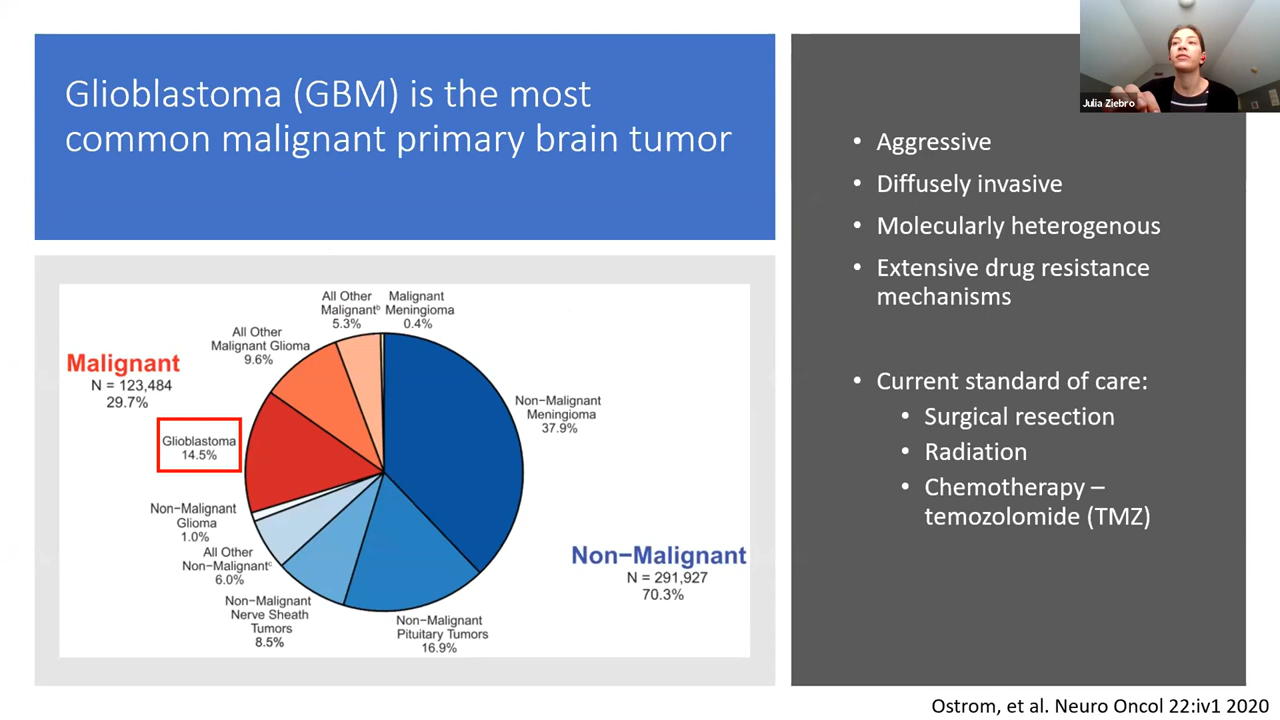 Glioblastoma (GBM) is the most
common malignant primary brain tumor
Julia Ziebro
• Aggressive
• Diffusely invasive
• Molecularly heterogenous
• Extensive drug resistance
mechanisms
• Current standard of care:
• Surgical resection
• Radiation
• Chemotherapy –
temozolomide (TMZ)
Malignant
N = 123,484
29.7%
Glioblastoma
14.5%
All Other
Malignant Glioma
9.6%
All Other
Malignantᵇ
5.3%
Malignant
Meningioma
0.4%
Non−Malignant
Meningioma
37.9%
Non−Malignant
N = 291,927
70.3%
Non−Malignant
Pituitary Tumors
16.9%
Non−Malignant
Nerve Sheath
Tumors
8.5%
All Other
Non−Malignantᶜ
6.0%
Non−Malignant
Glioma
1.0%
Ostrom, et al. Neuro Oncol 22:iv1 2020